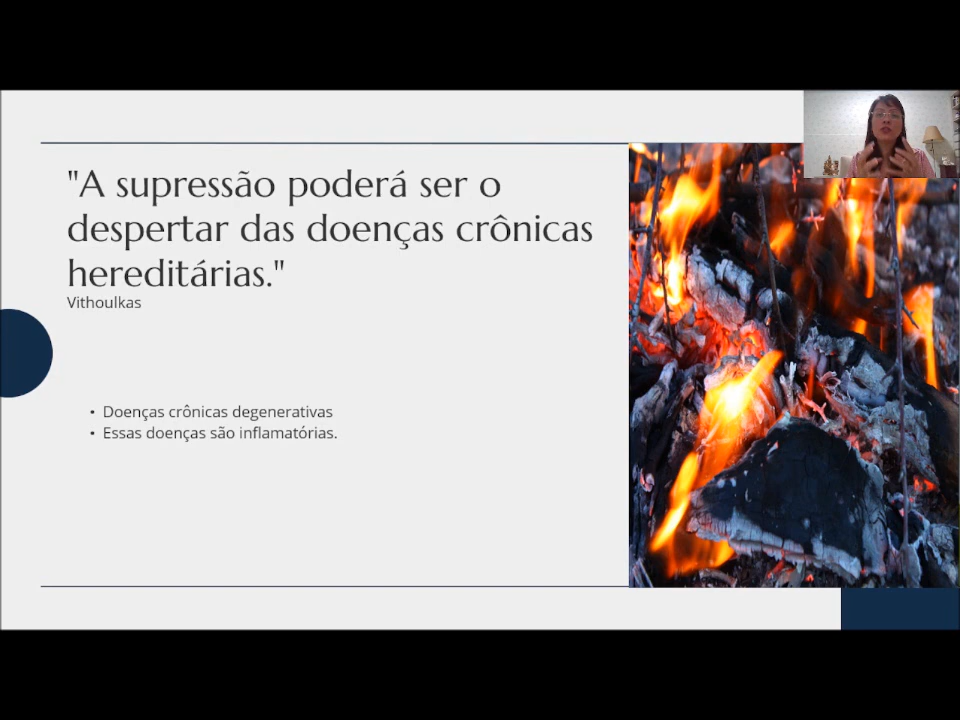 "A supressão poderá ser o
despertar das doenças crônicas
hereditárias."
Vithoulkas
• Doenças crônicas degenerativas
• Essas doenças são inflamatórias.